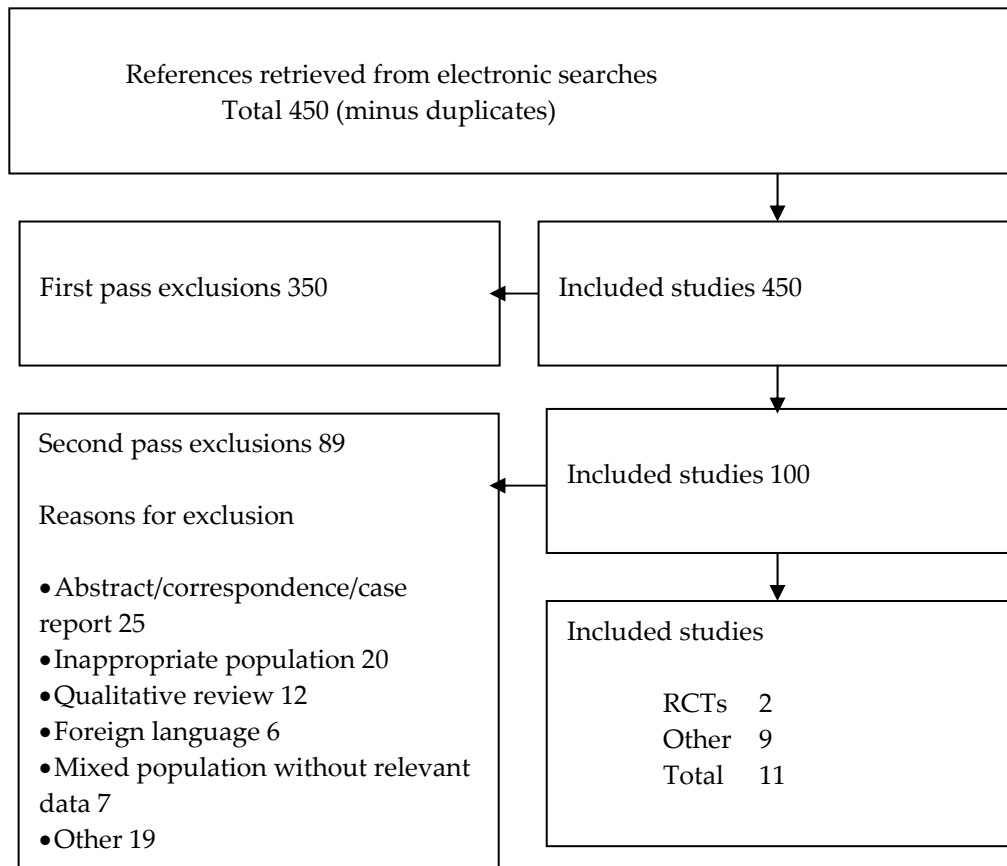 References retrieved from electronic searches
Total 450 (minus duplicates)
First pass exclusions 350
Included studies 450
Second pass exclusions 89
Reasons for exclusion
•Abstract/correspondence/case
report 25
•Inappropriate population 20
•Qualitative review 12
•Foreign language 6
•Mixed population without relevant
data 7
•Other 19
Included studies 100
Included studies
RCTs 2
Other 9
Total 11